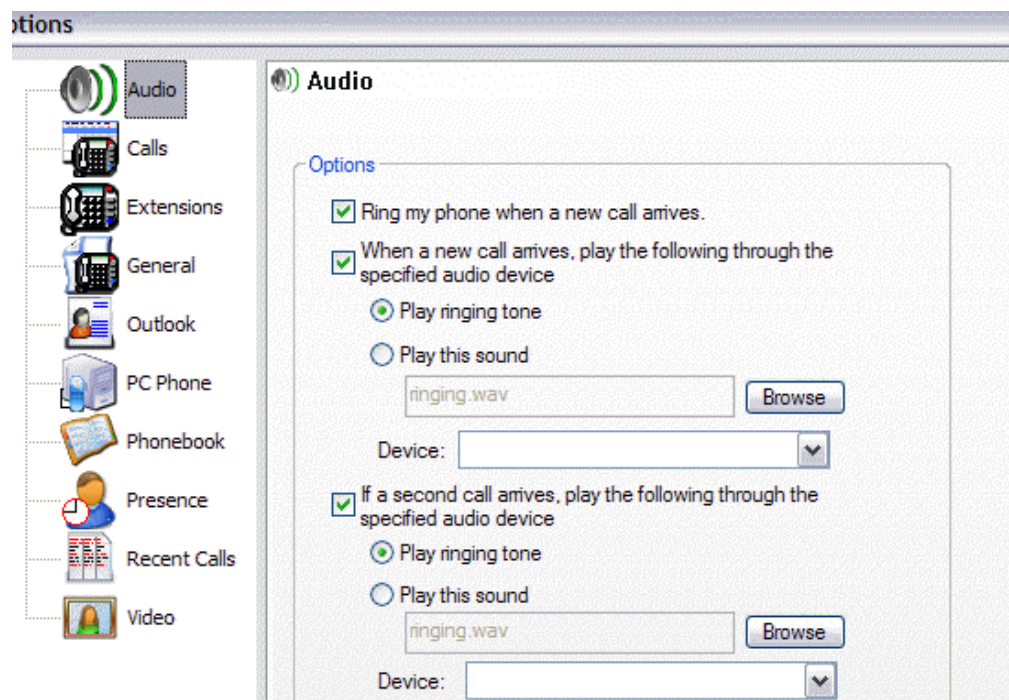 ptions
Audio
Calls
Extensions
General
Outlook
PC Phone
Phonebook
Presence
Recent Calls
Video
Audio
Options
Ring my phone when a new call arrives.
When a new call arrives, play the following through the
specified audio device
Play ringing tone
Play this sound
ringing.wav
Browse
Device:
If a second call arrives, play the following through the
specified audio device
Play ringing tone
Play this sound
ringing.wav
Browse
Device: